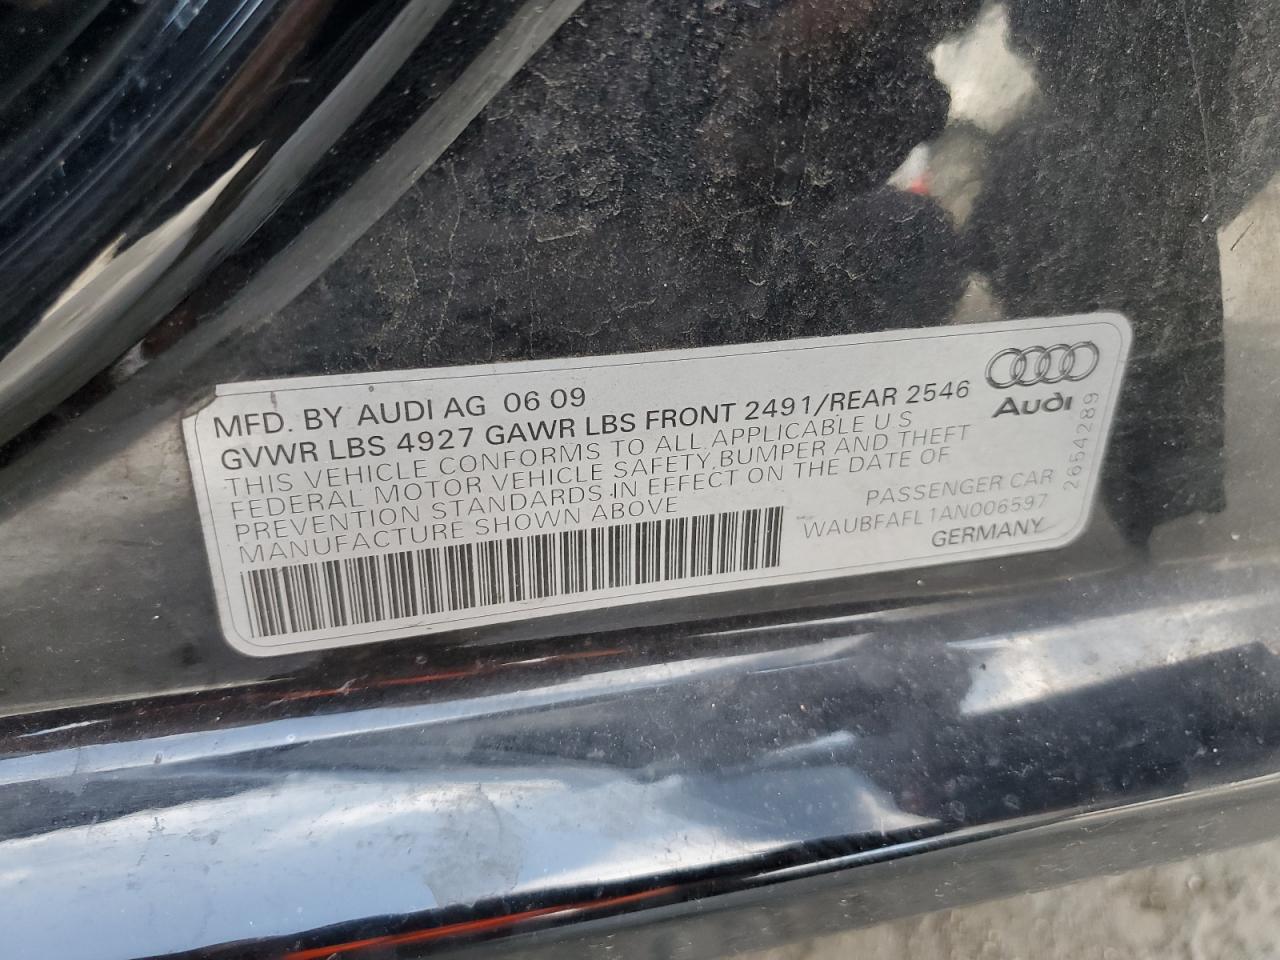 MFD. BY AUDI AG 06 09
GVWR LBS 4927 GAWR LBS FRONT 2491/REAR 2546
THIS VEHICLE CONFORMS TO ALL APPLICABLE U S
FEDERAL MOTOR VEHICLE SAFETY, BUMPER AND THEFT
PREVENTION STANDARDS IN EFFECT ON THE DATE OF
MANUFACTURE SHOWN ABOVE
PASSENGER CAR
WAUBFAFL1AN006597
GERMANY
Audi
2654289